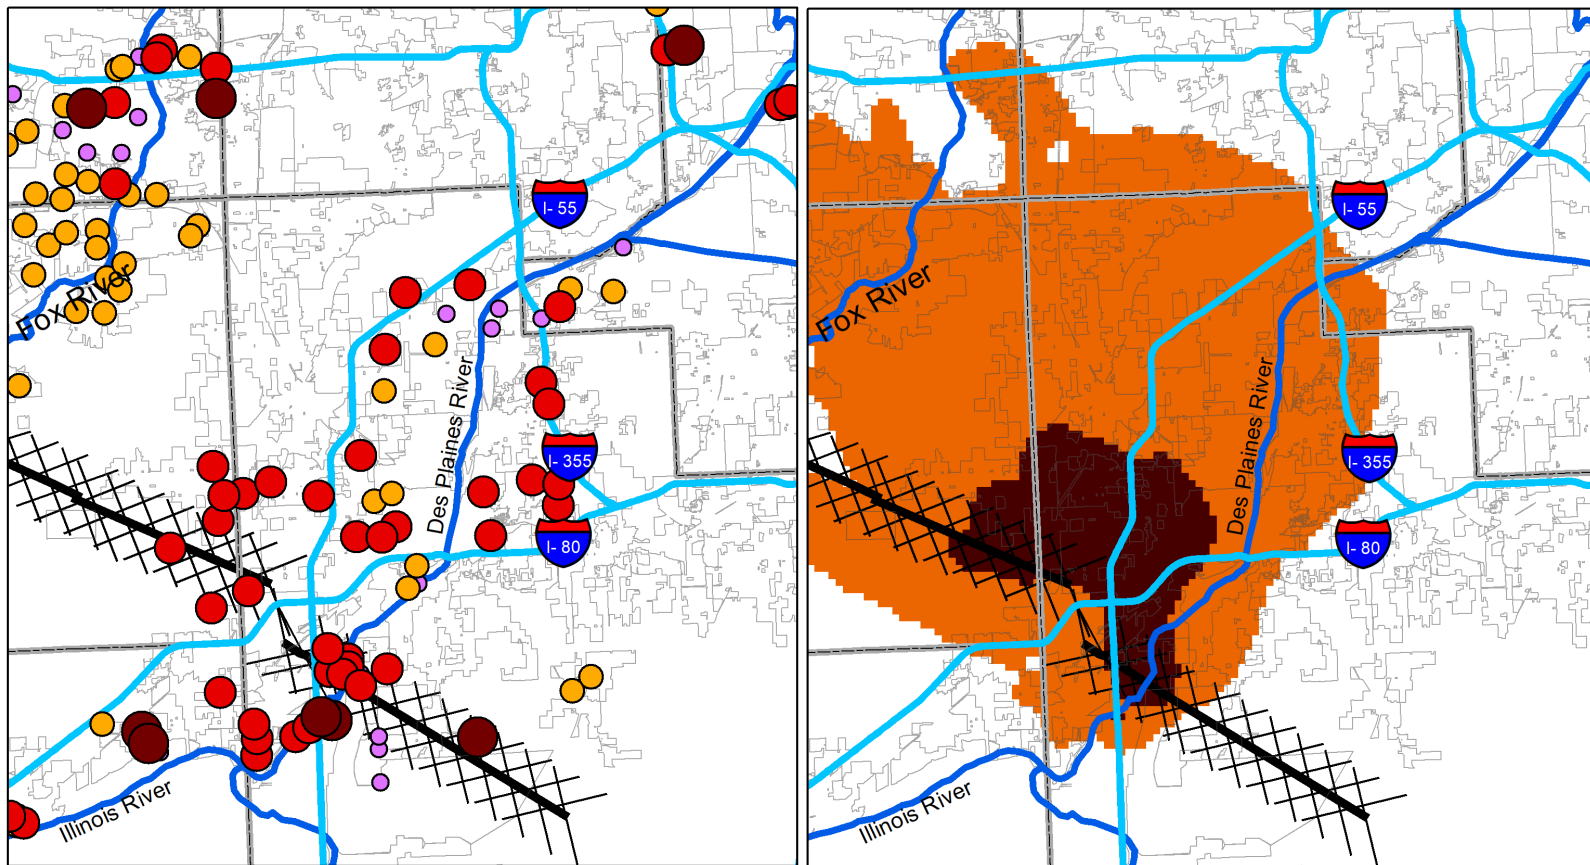 I- 55
Fox River
Des Plaines River
I- 355
I- 80
Illinois River
I- 55
Fox River
Des Plaines River
I- 355
I- 80
Illinois River